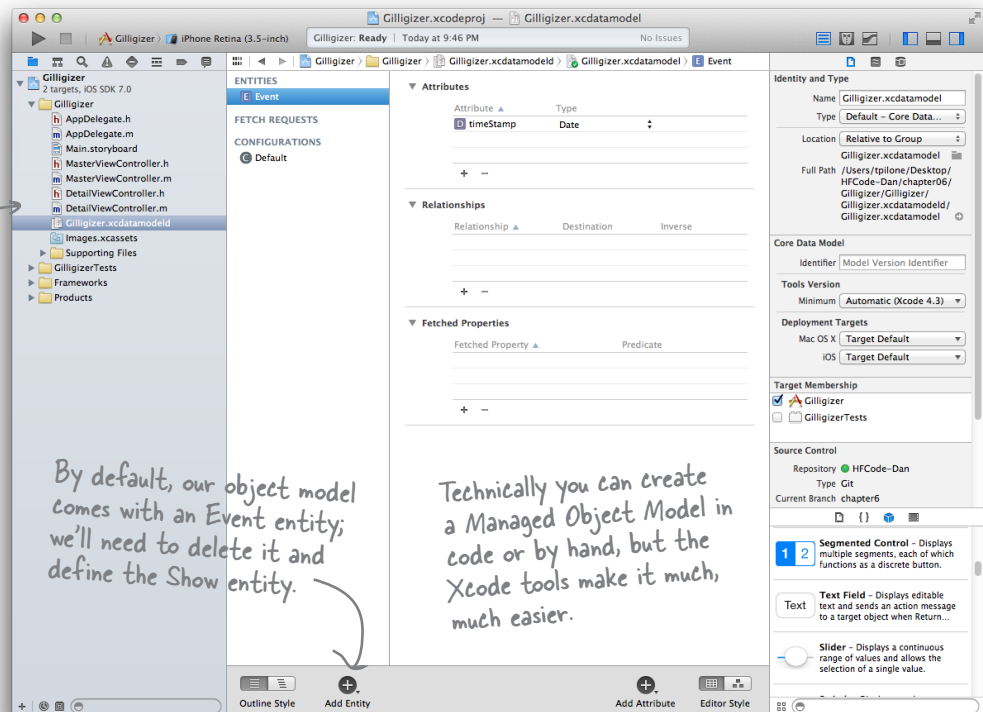 Gilligizer.xcodeproj — Gilligizer.xcdatamodel
Gilligizer 〉 iPhone Retina (3.5-inch)
Gilligizer: Ready | Today at 9:46 PM
No Issues
Gilligizer 〉 Gilligizer 〉 Gilligizer.xcdatamodeld 〉 Gilligizer.xcdatamodel 〉 E Event
Gilligizer
2 targets, iOS SDK 7.0
Gilligizer
h AppDelegate.h
m AppDelegate.m
Main.storyboard
h MasterViewController.h
m MasterViewController.m
h DetailViewController.h
m DetailViewController.m
Gilligizer.xcdatamodeld
Images.xcassets
Supporting Files
GilligizerTests
Frameworks
Products
ENTITIES
E Event
FETCH REQUESTS
CONFIGURATIONS
C Default
Attributes
Attribute Type
D timeStamp Date
+ −
Relationships
Relationship Destination Inverse
+ −
Fetched Properties
Fetched Property Predicate
+ −
By default, our object model
comes with an Event entity;
we'll need to delete it and
define the Show entity.
Technically you can create
a Managed Object Model in
code or by hand, but the
Xcode tools make it much,
much easier.
Outline Style
Add Entity
Add Attribute
Editor Style
Identity and Type
Name Gilligizer.xcdatamodel
Type Default – Core Data...
Location Relative to Group
Gilligizer.xcdatamodel
Full Path /Users/tpilone/Desktop/
HFCode-Dan/chapter06/
Gilligizer/Gilligizer/
Gilligizer.xcdatamodeld/
Gilligizer.xcdatamodel
Core Data Model
Identifier Model Version Identifier
Tools Version
Minimum Automatic (Xcode 4.3)
Deployment Targets
Mac OS X Target Default
iOS Target Default
Target Membership
Gilligizer
GilligizerTests
Source Control
Repository HFCode-Dan
Type Git
Current Branch chapter6
{ }
1 2
Segmented Control – Displays
multiple segments, each of which
functions as a discrete button.
Text
Text Field – Displays editable
text and sends an action message
to a target object when Return...
Slider – Displays a continuous
range of values and allows the
selection of a single value.